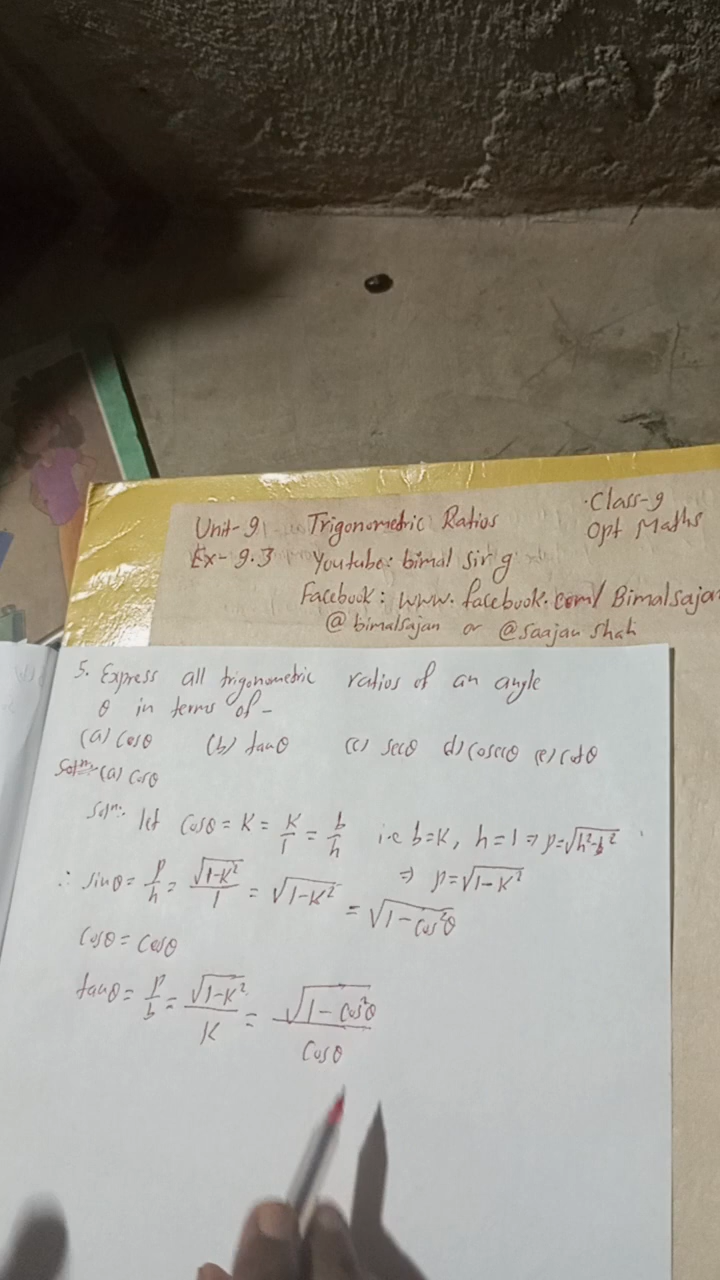 Unit-9 Trigonometric Ratios Class-9
Opt Maths
Ex-9.3 Youtube: bimal sir g
Facebook: www.facebook.com/Bimalsajan
@bimalsajan or @saajan shah
5. Express all trigonometric ratios of an angle
θ in terms of -
(a) cosθ (b) tanθ (c) secθ d) cosecθ (e) cotθ
Solⁿ:- (a) cosθ
Solⁿ:- let cosθ = K = K/1 = b/h i.e b=K, h=1 ⇒ p=√(h²-b²)
⇒ p=√(1-K²)
∴ sinθ = p/h = √(1-K²)/1 = √(1-K²) = √(1-cos²θ)
cosθ = cosθ
tanθ = p/b = √(1-K²)/K = √(1-cos²θ)/cosθ